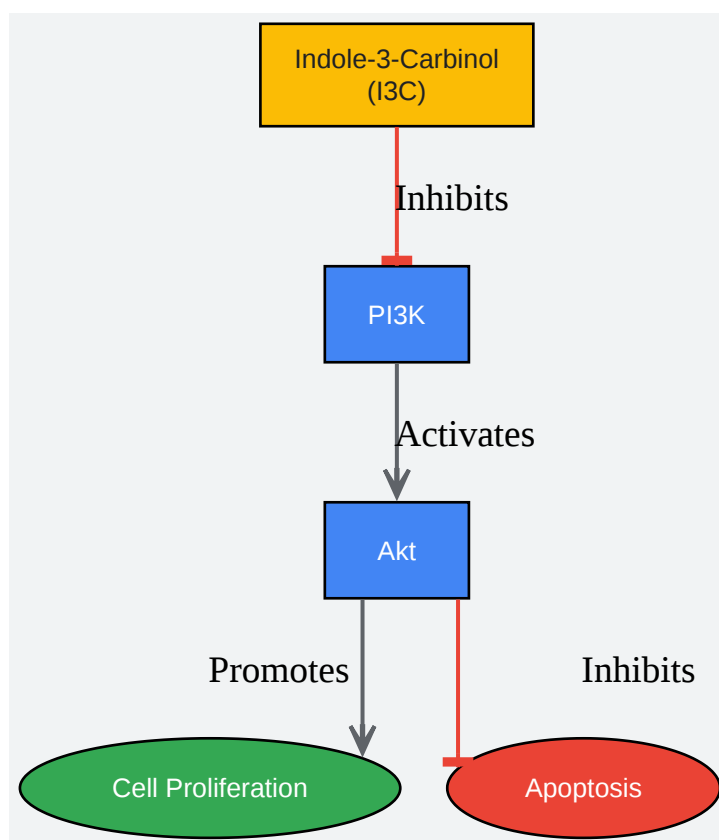 Indole-3-Carbinol
(I3C)
Inhibits
PI3K
Activates
Akt
Promotes
Inhibits
Cell Proliferation
Apoptosis